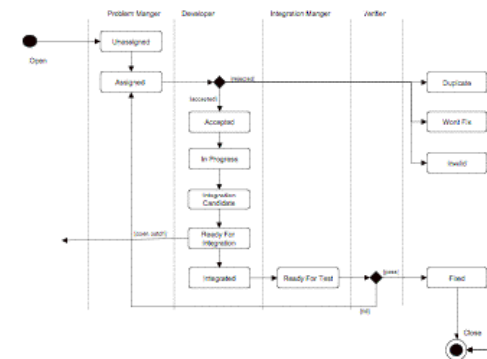 Problem Manger
Developer
Integration Manger
Verifier
Unassigned
Open
Assigned
[rejected]
Duplicate
[accepted]
Accepted
Wont Fix
In Progress
Invalid
Integration
Candidate
Ready For
Integration
Integrated
Ready For Test
[pass]
Fixed
[fail]
Close